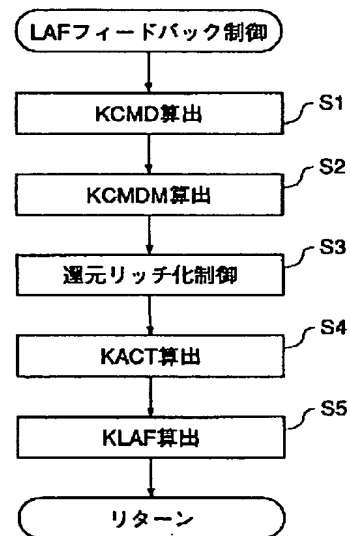 LAFフィードバック制御
KCMD算出
S1
KCMDM算出
S2
還元リッチ化制御
S3
KACT算出
S4
KLAF算出
S5
リターン